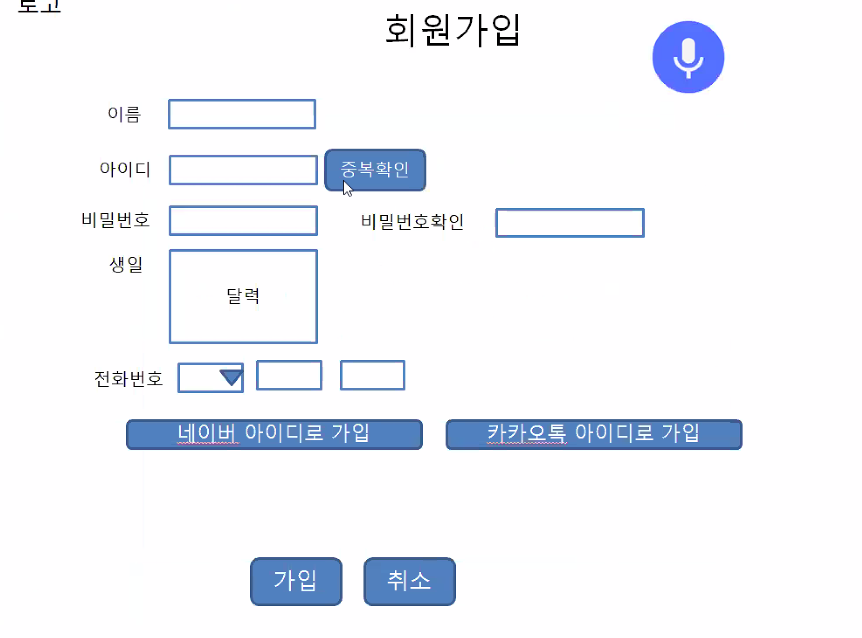 로고
회원가입
이름
아이디 중복확인
비밀번호 비밀번호확인
생일
달력
전화번호
네이버 아이디로 가입 카카오톡 아이디로 가입
가입 취소